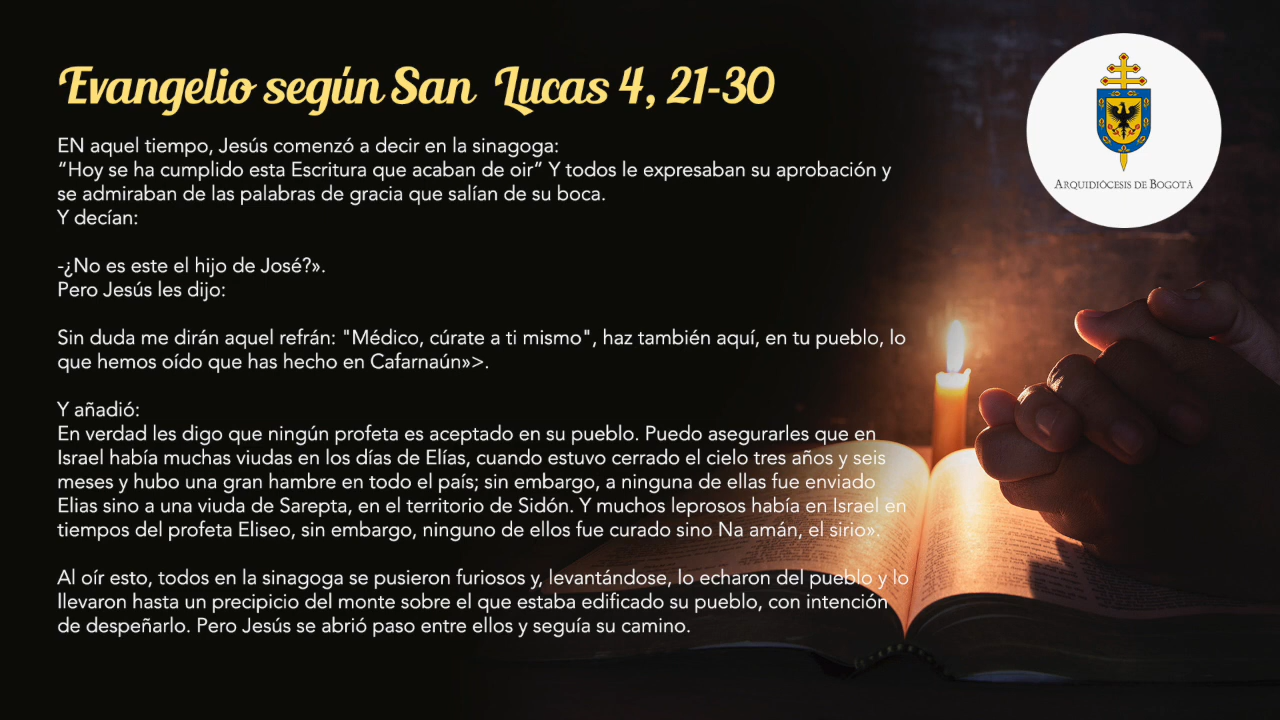 Evangelio según San Lucas 4, 21-30
ARQUIDIÓCESIS DE BOGOTÁ
EN aquel tiempo, Jesús comenzó a decir en la sinagoga:
“Hoy se ha cumplido esta Escritura que acaban de oir” Y todos le expresaban su aprobación y
se admiraban de las palabras de gracia que salían de su boca.
Y decían:
-¿No es este el hijo de José?».
Pero Jesús les dijo:
Sin duda me dirán aquel refrán: "Médico, cúrate a ti mismo", haz también aquí, en tu pueblo, lo
que hemos oído que has hecho en Cafarnaún»>.
Y añadió:
En verdad les digo que ningún profeta es aceptado en su pueblo. Puedo asegurarles que en
Israel había muchas viudas en los días de Elías, cuando estuvo cerrado el cielo tres años y seis
meses y hubo una gran hambre en todo el país; sin embargo, a ninguna de ellas fue enviado
Elias sino a una viuda de Sarepta, en el territorio de Sidón. Y muchos leprosos había en Israel en
tiempos del profeta Eliseo, sin embargo, ninguno de ellos fue curado sino Na amán, el sirio».
Al oír esto, todos en la sinagoga se pusieron furiosos y, levantándose, lo echaron del pueblo y lo
llevaron hasta un precipicio del monte sobre el que estaba edificado su pueblo, con intención
de despeñarlo. Pero Jesús se abrió paso entre ellos y seguía su camino.